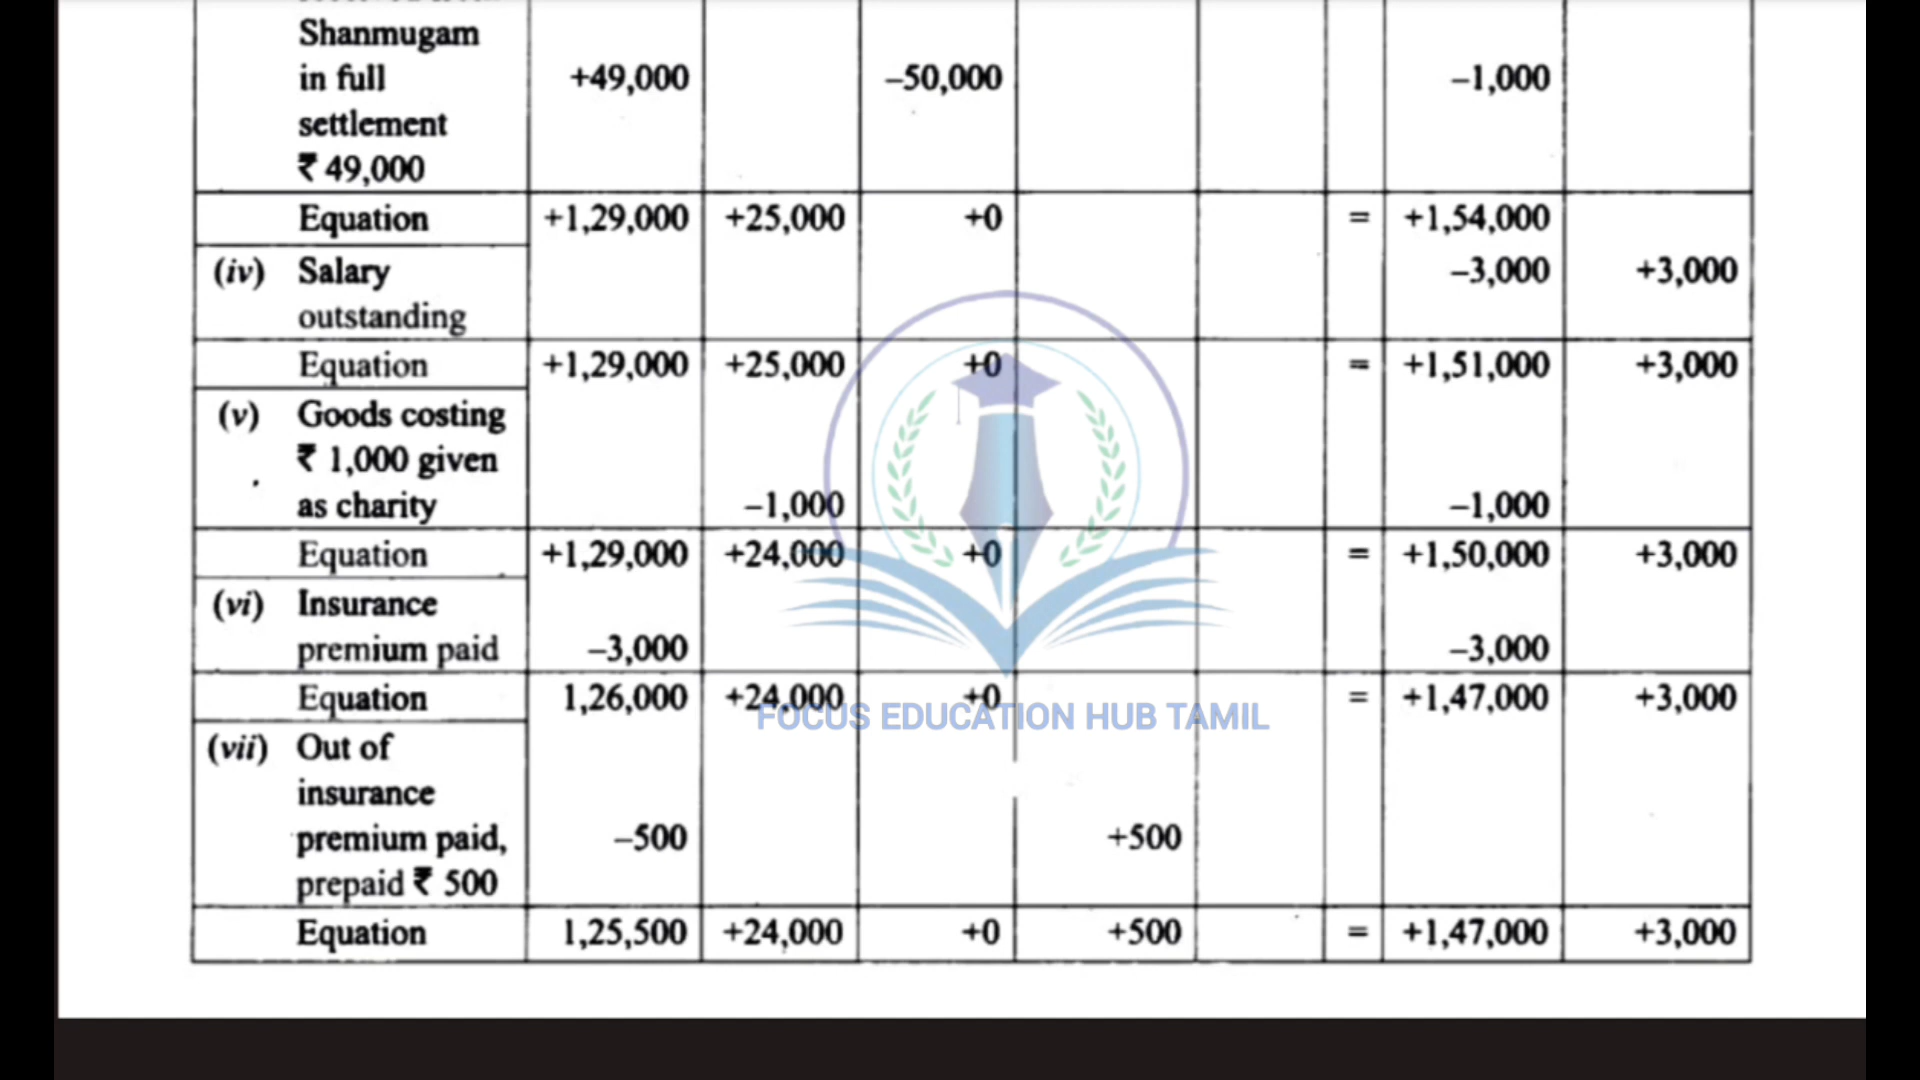 Shanmugam
in full +49,000 –50,000 –1,000
settlement
₹ 49,000
Equation +1,29,000 +25,000 +0 = +1,54,000
(iv) Salary –3,000 +3,000
outstanding
Equation +1,29,000 +25,000 +0 = +1,51,000 +3,000
(v) Goods costing
₹ 1,000 given
as charity –1,000 –1,000
Equation +1,29,000 +24,000 +0 = +1,50,000 +3,000
(vi) Insurance
premium paid –3,000 –3,000
Equation 1,26,000 +24,000 +0 = +1,47,000 +3,000
FOCUS EDUCATION HUB TAMIL
(vii) Out of
insurance
premium paid, –500 +500
prepaid ₹ 500
Equation 1,25,500 +24,000 +0 +500 = +1,47,000 +3,000